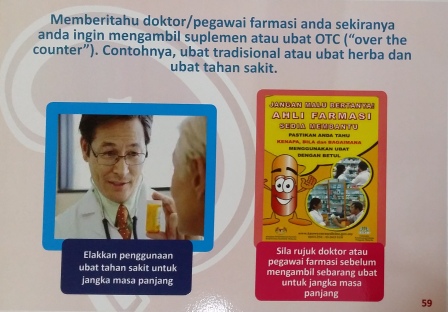 Memberitahu doktor/pegawai farmasi anda sekiranya
anda ingin mengambil suplemen atau ubat OTC (“over the
counter”). Contohnya, ubat tradisional atau ubat herba dan
ubat tahan sakit.
JANGAN MALU BERTANYA!
AHLI FARMASI
SEDIA MEMBANTU
PASTIKAN ANDA TAHU
KENAPA, BILA dan BAGAIMANA
MENGGUNAKAN UBAT
DENGAN BETUL
Elakkan penggunaan
ubat tahan sakit untuk
jangka masa panjang
Sila rujuk doktor atau
pegawai farmasi sebelum
mengambil sebarang ubat
untuk jangka masa
panjang
59